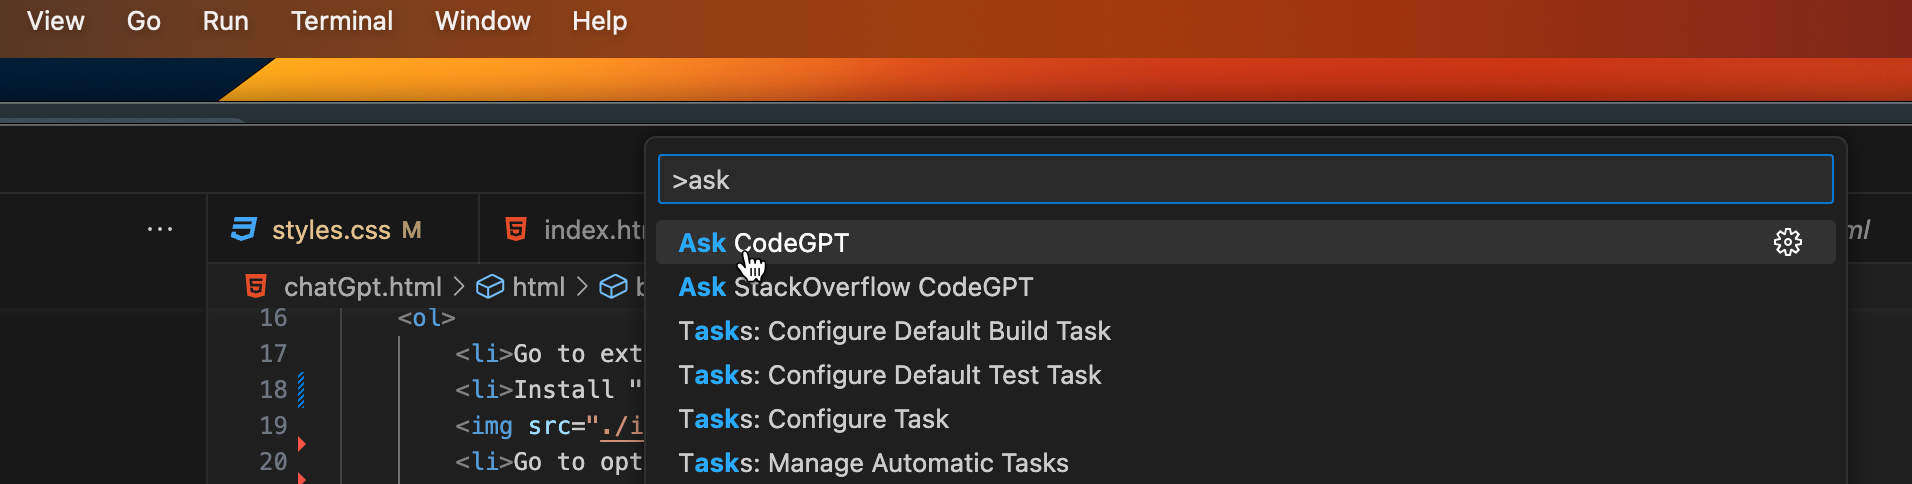 View Go Run Terminal Window Help
>ask
... styles.css M index.ht ml
Ask CodeGPT
chatGpt.html > html > b
Ask StackOverflow CodeGPT
16 <ol>
Tasks: Configure Default Build Task
17 <li>Go to ext
Tasks: Configure Default Test Task
18 <li>Install "
Tasks: Configure Task
19 <img src="./i
Tasks: Manage Automatic Tasks
20 <li>Go to opt